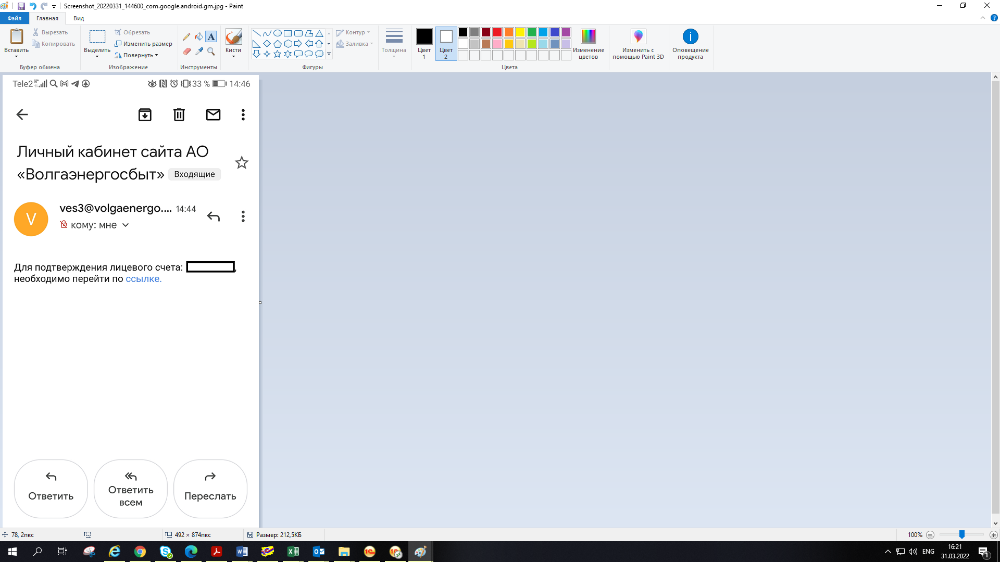 Screenshot_20220331_144600_com.google.android.gm.jpg - Paint
Файл Главная Вид
Вставить
Вырезать
Копировать
Буфер обмена
Выделить
Обрезать
Изменить размер
Повернуть
Изображение
A
Инструменты
Кисти
Фигуры
Контур
Заливка
Толщина
Цвет
1
Цвет
2
Цвета
Изменение
цветов
Изменить с
помощью Paint 3D
Оповещение
продукта
Tele2 33 % 14:46
Личный кабинет сайта АО
«Волгаэнергосбыт» Входящие
V
ves3@volgaenergo.... 14:44
кому: мне
Для подтверждения лицевого счета: ,
необходимо перейти по ссылке.
Ответить
Ответить
всем
Переслать
78, 2пкс
492 × 874пкс
Размер: 212,5КБ
100%
ENG
16:21
31.03.2022
1